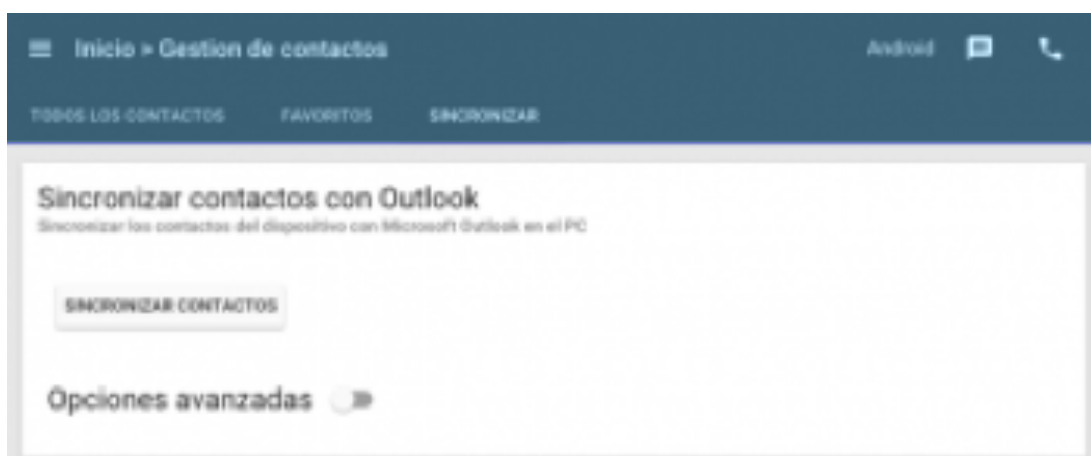 Inicio » Gestion de contactos Android
TODOS LOS CONTACTOS FAVORITOS SINCRONIZAR
Sincronizar contactos con Outlook
Sincronizar los contactos del dispositivo con Microsoft Outlook en el PC
SINCRONIZAR CONTACTOS
Opciones avanzadas